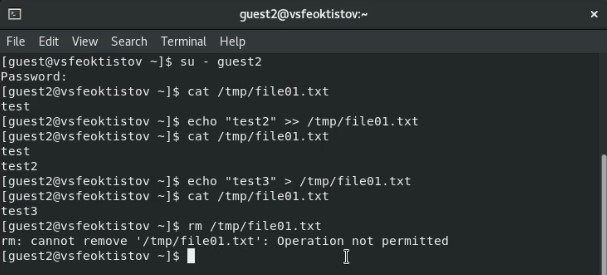 guest2@vsfeoktistov:~
File Edit View Search Terminal Help
[guest@vsfeoktistov ~]$ su - guest2
Password:
[guest2@vsfeoktistov ~]$ cat /tmp/file01.txt
test
[guest2@vsfeoktistov ~]$ echo "test2" >> /tmp/file01.txt
[guest2@vsfeoktistov ~]$ cat /tmp/file01.txt
test
test2
[guest2@vsfeoktistov ~]$ echo "test3" > /tmp/file01.txt
[guest2@vsfeoktistov ~]$ cat /tmp/file01.txt
test3
[guest2@vsfeoktistov ~]$ rm /tmp/file01.txt
rm: cannot remove '/tmp/file01.txt': Operation not permitted
[guest2@vsfeoktistov ~]$